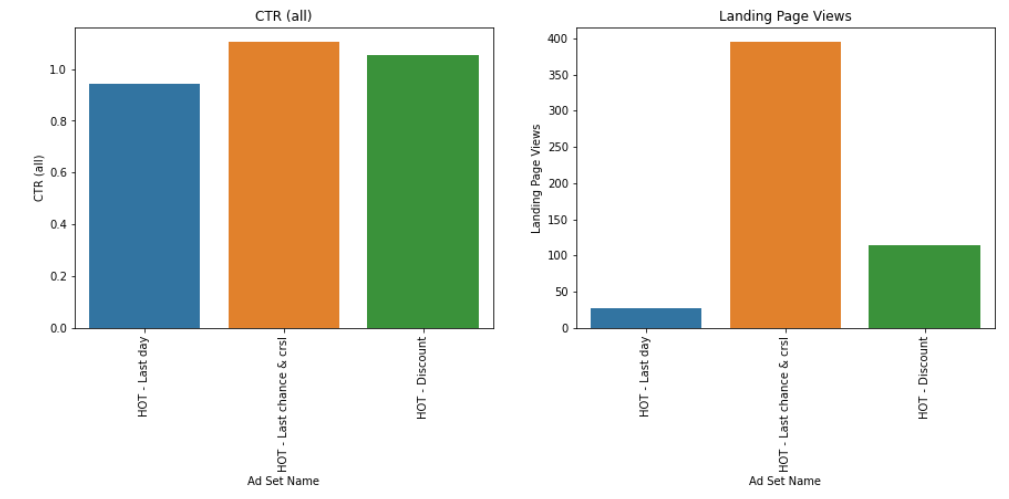 CTR (all)
CTR (all)
1.0
0.8
0.6
0.4
0.2
0.0
HOT - Last day
HOT - Last chance & crsl
HOT - Discount
Ad Set Name
Landing Page Views
Landing Page Views
400
350
300
250
200
150
100
50
0
HOT - Last day
HOT - Last chance & crsl
HOT - Discount
Ad Set Name